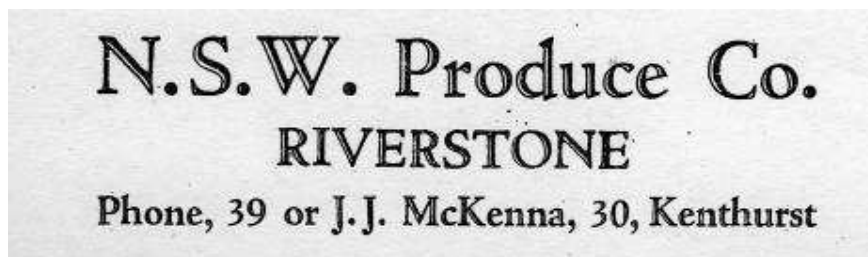 N.S.W. Produce Co.
RIVERSTONE
Phone, 39 or J. J. McKenna, 30, Kenthurst